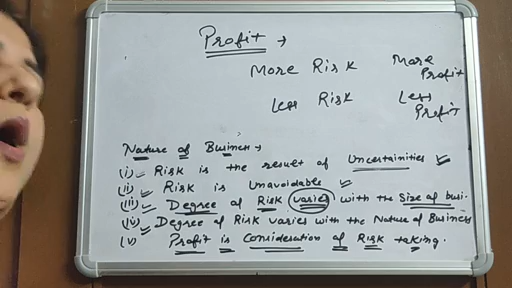 Profit →
More Risk More Profit
Less Risk Less Profit
Nature of Business →
(i) Risk is the result of Uncertainities
(ii) Risk is Unavoidable
(iii) Degree of Risk varies with the Size of busi.
(iv) Degree of Risk varies with the Nature of Business
(v) Profit is Consideration of Risk taking.